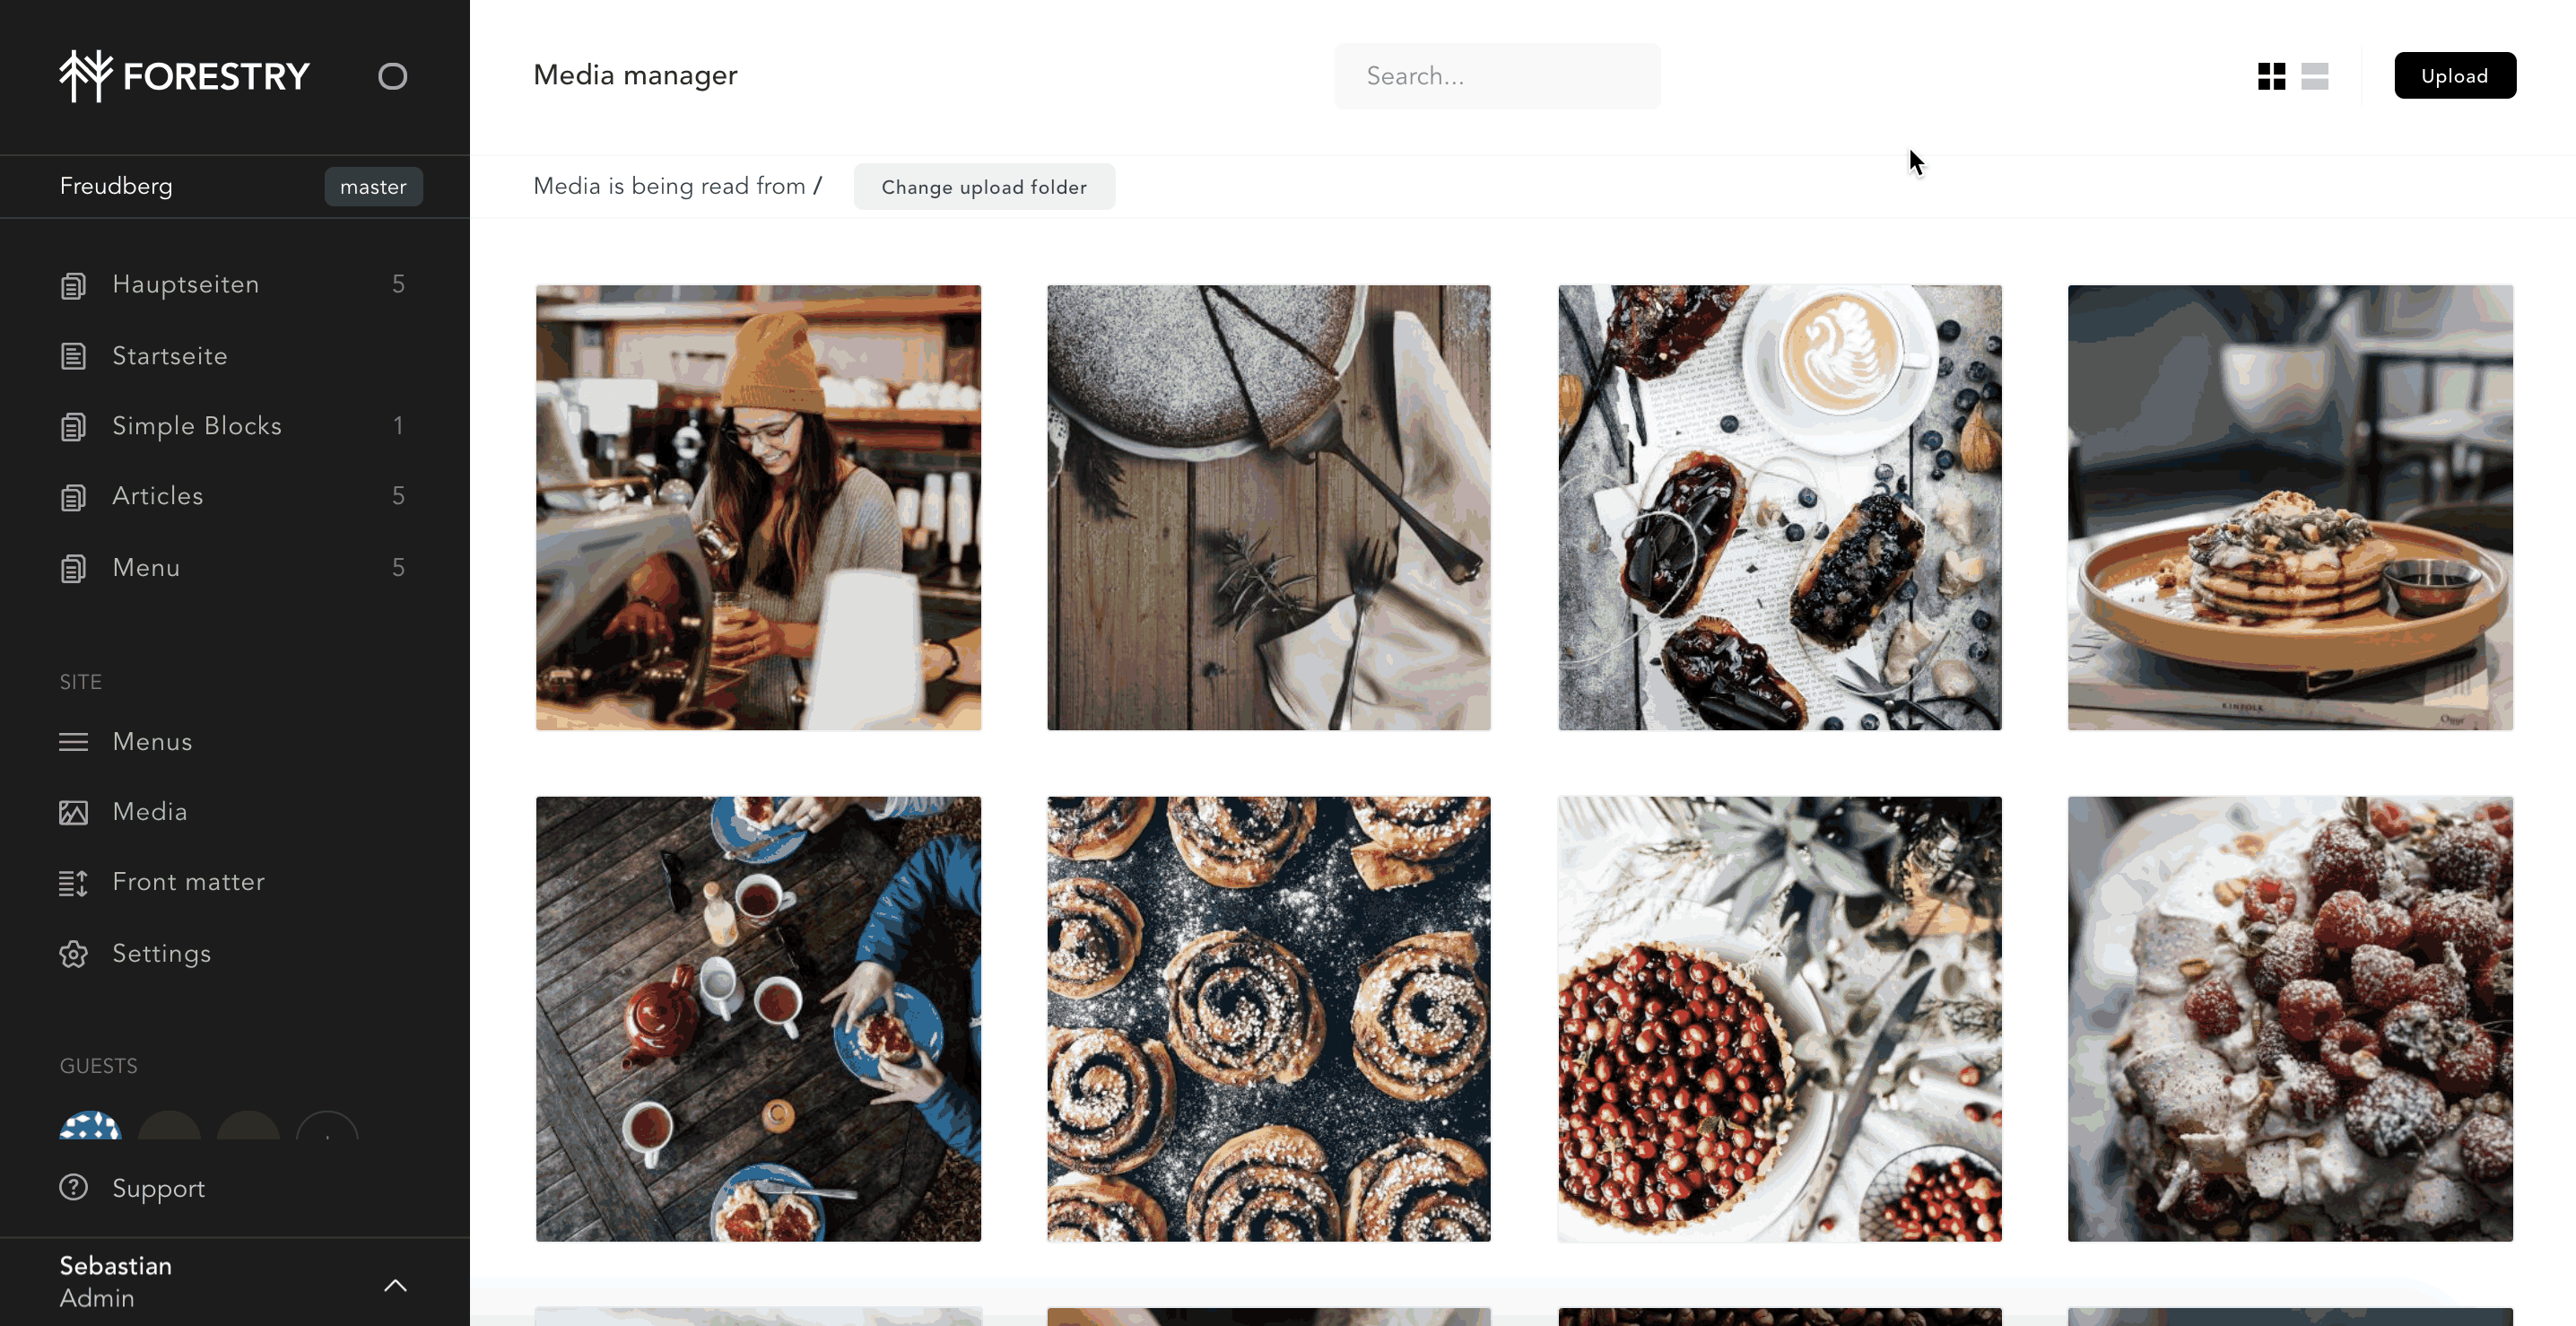 FORESTRY
Freudberg
master
Hauptseiten 5
Startseite
Simple Blocks 1
Articles 5
Menu 5
SITE
Menus
Media
Front matter
Settings
GUESTS
Support
Sebastian
Admin
Media manager
Search...
Upload
Media is being read from /
Change upload folder
KINFOLK